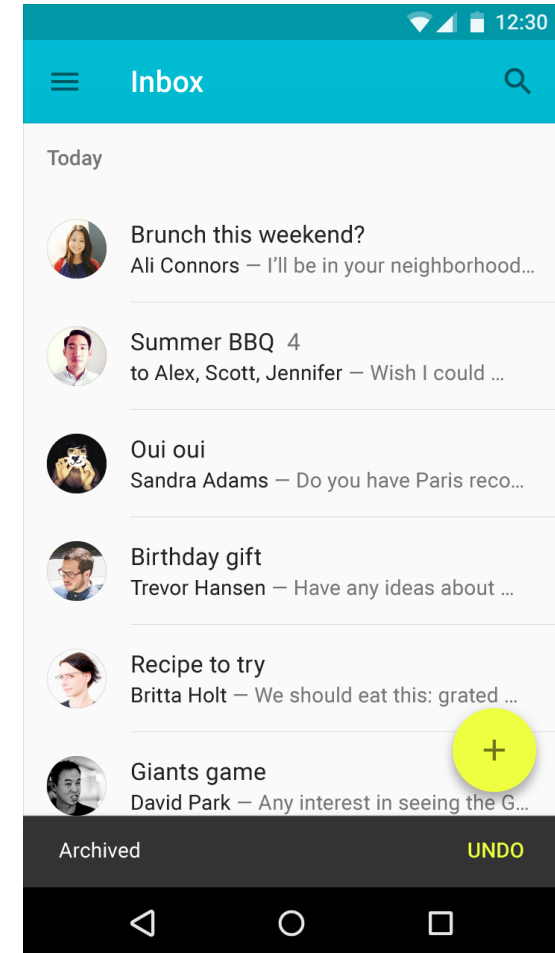 12:30
Inbox
Today
Brunch this weekend?
Ali Connors — I'll be in your neighborhood…
Summer BBQ 4
to Alex, Scott, Jennifer — Wish I could …
Oui oui
Sandra Adams — Do you have Paris reco…
Birthday gift
Trevor Hansen — Have any ideas about …
Recipe to try
Britta Holt — We should eat this: grated …
Giants game
David Park — Any interest in seeing the G…
Archived UNDO